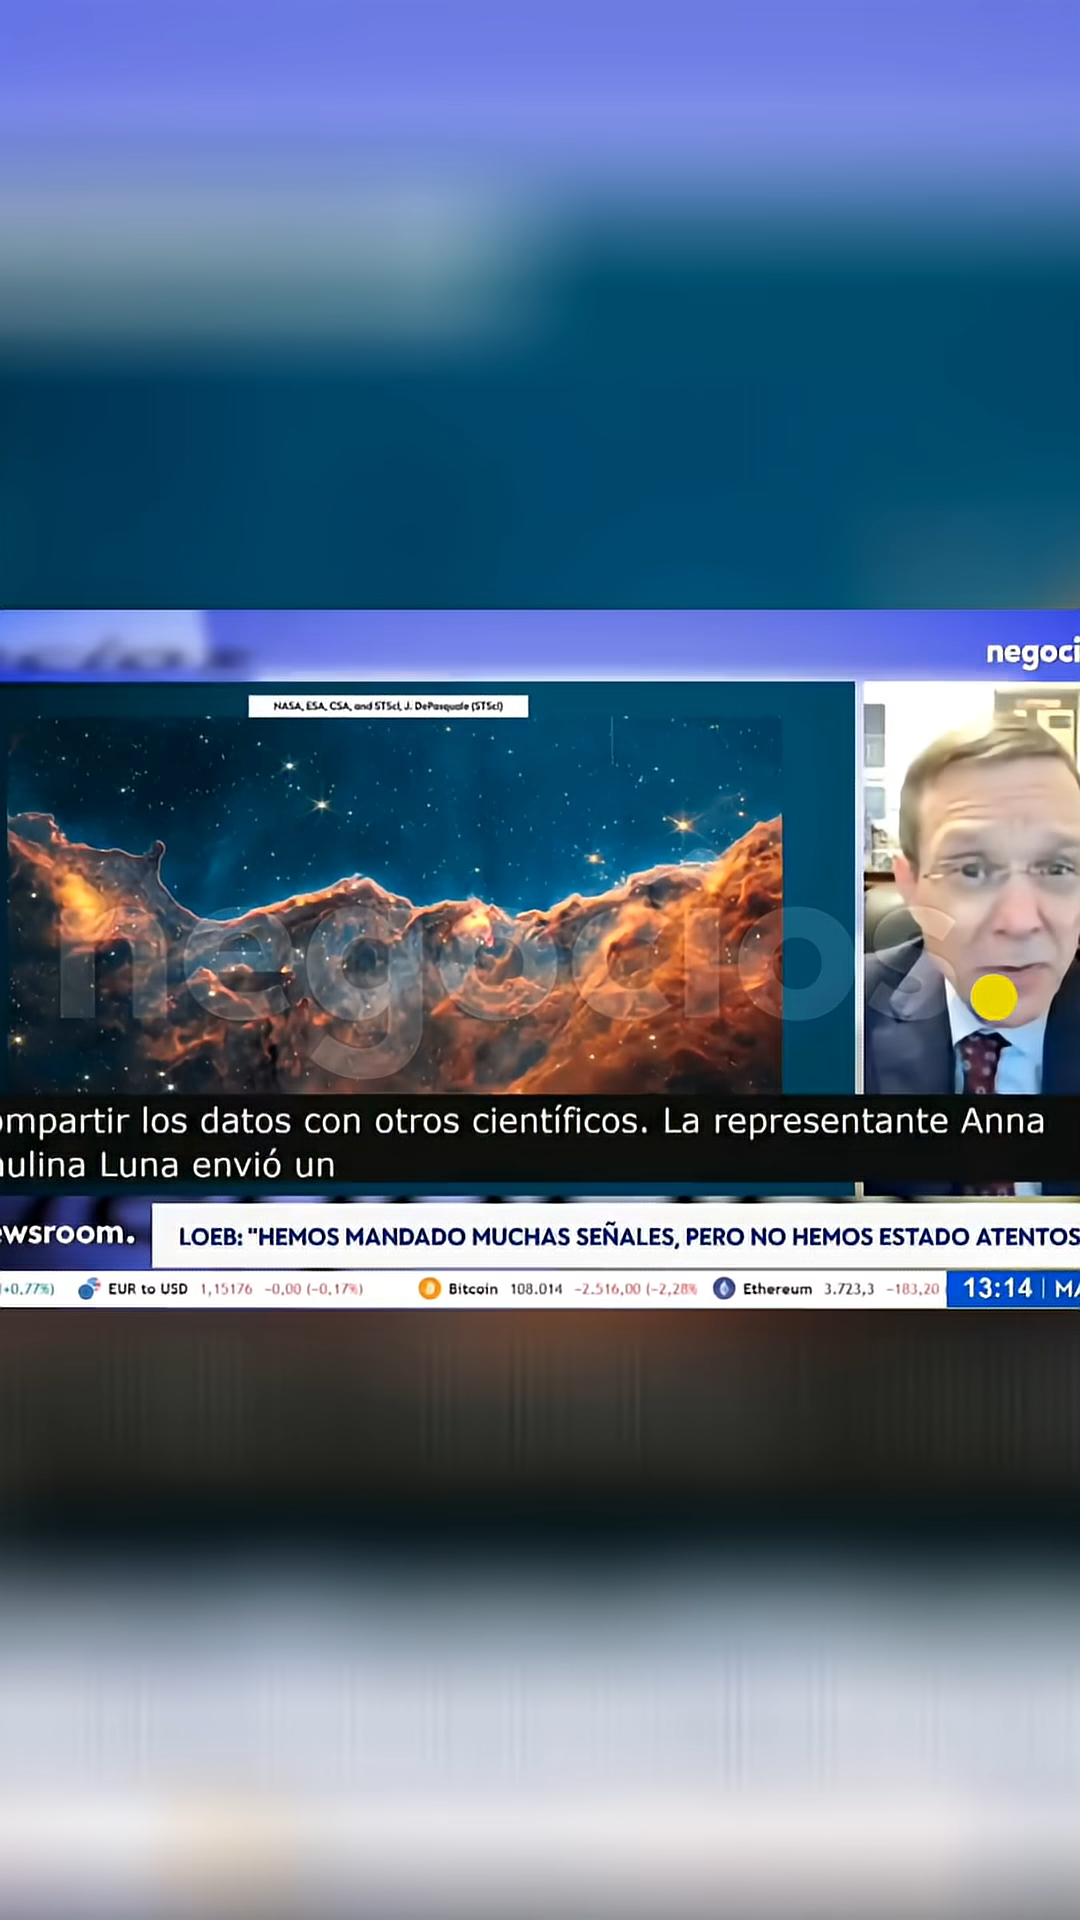 negoci
NASA, ESA, CSA, and STScI, J. DePasquale (STScI)
negocios
ompartir los datos con otros científicos. La representante Anna
aulina Luna envió un
ewsroom.
LOEB: "HEMOS MANDADO MUCHAS SEÑALES, PERO NO HEMOS ESTADO ATENTOS
+0,77%) EUR to USD 1,15176 -0,00 (-0,17%) Bitcoin 108.014 -2.516,00 (-2,28% Ethereum 3.723,3 -183,20 13:14 | MA